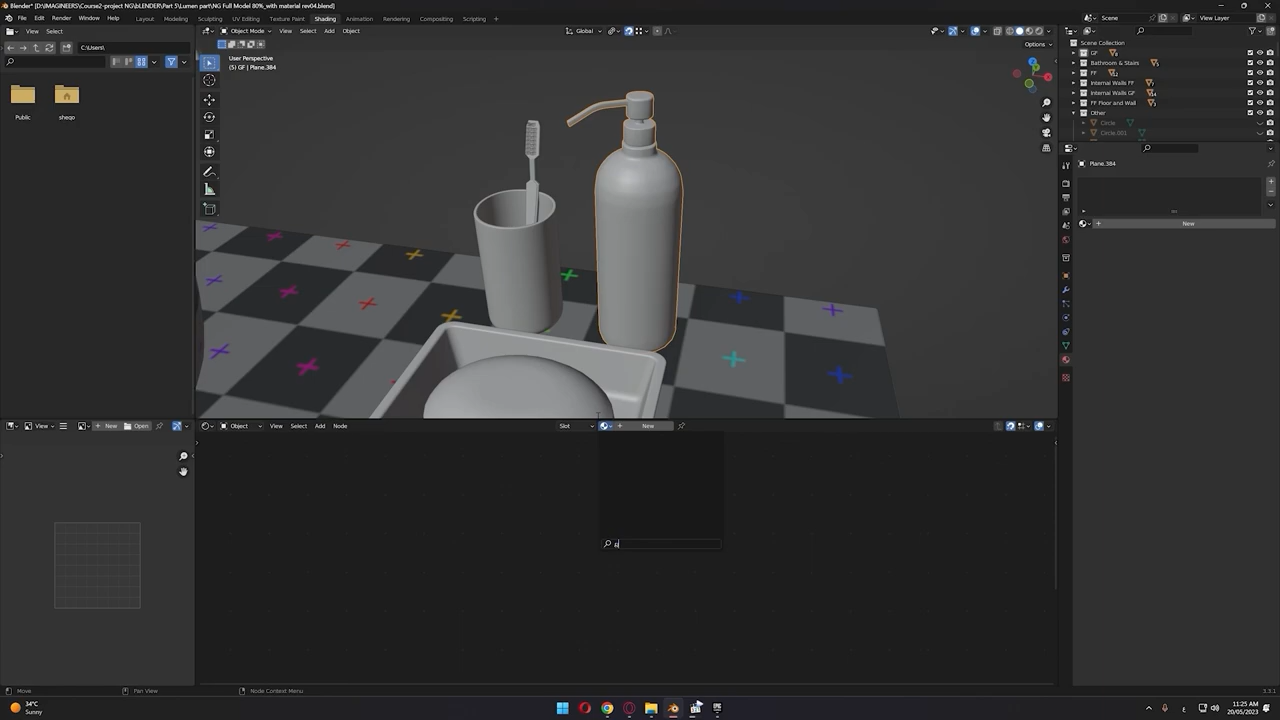 Blender* [D:\IMAGINEERS\Course2-project NG\bLENDER\Part 5\Lumen part\NG Full Model 80%_with material rev04.blend]
File Edit Render Window Help Layout Modeling Sculpting UV Editing Texture Paint Shading Animation Rendering Compositing Scripting Scene View Layer
View Select
Object Mode View Select Add Object Global
C:\Users\
Options
Public
sheqo
User Perspective
(5) GF | Plane.384
Scene Collection
GF
Bathroom & Stairs
FF
Internal Walls FF
Internal Walls GF
FF Floor and Wall
Other
Circle
Circle.001
Plane.384
New
View New Open
Object View Select Add Node Slot New
Move
Pan View
Node Context Menu
3.3.1
34°C
Sunny
11:25 AM
20/05/2023